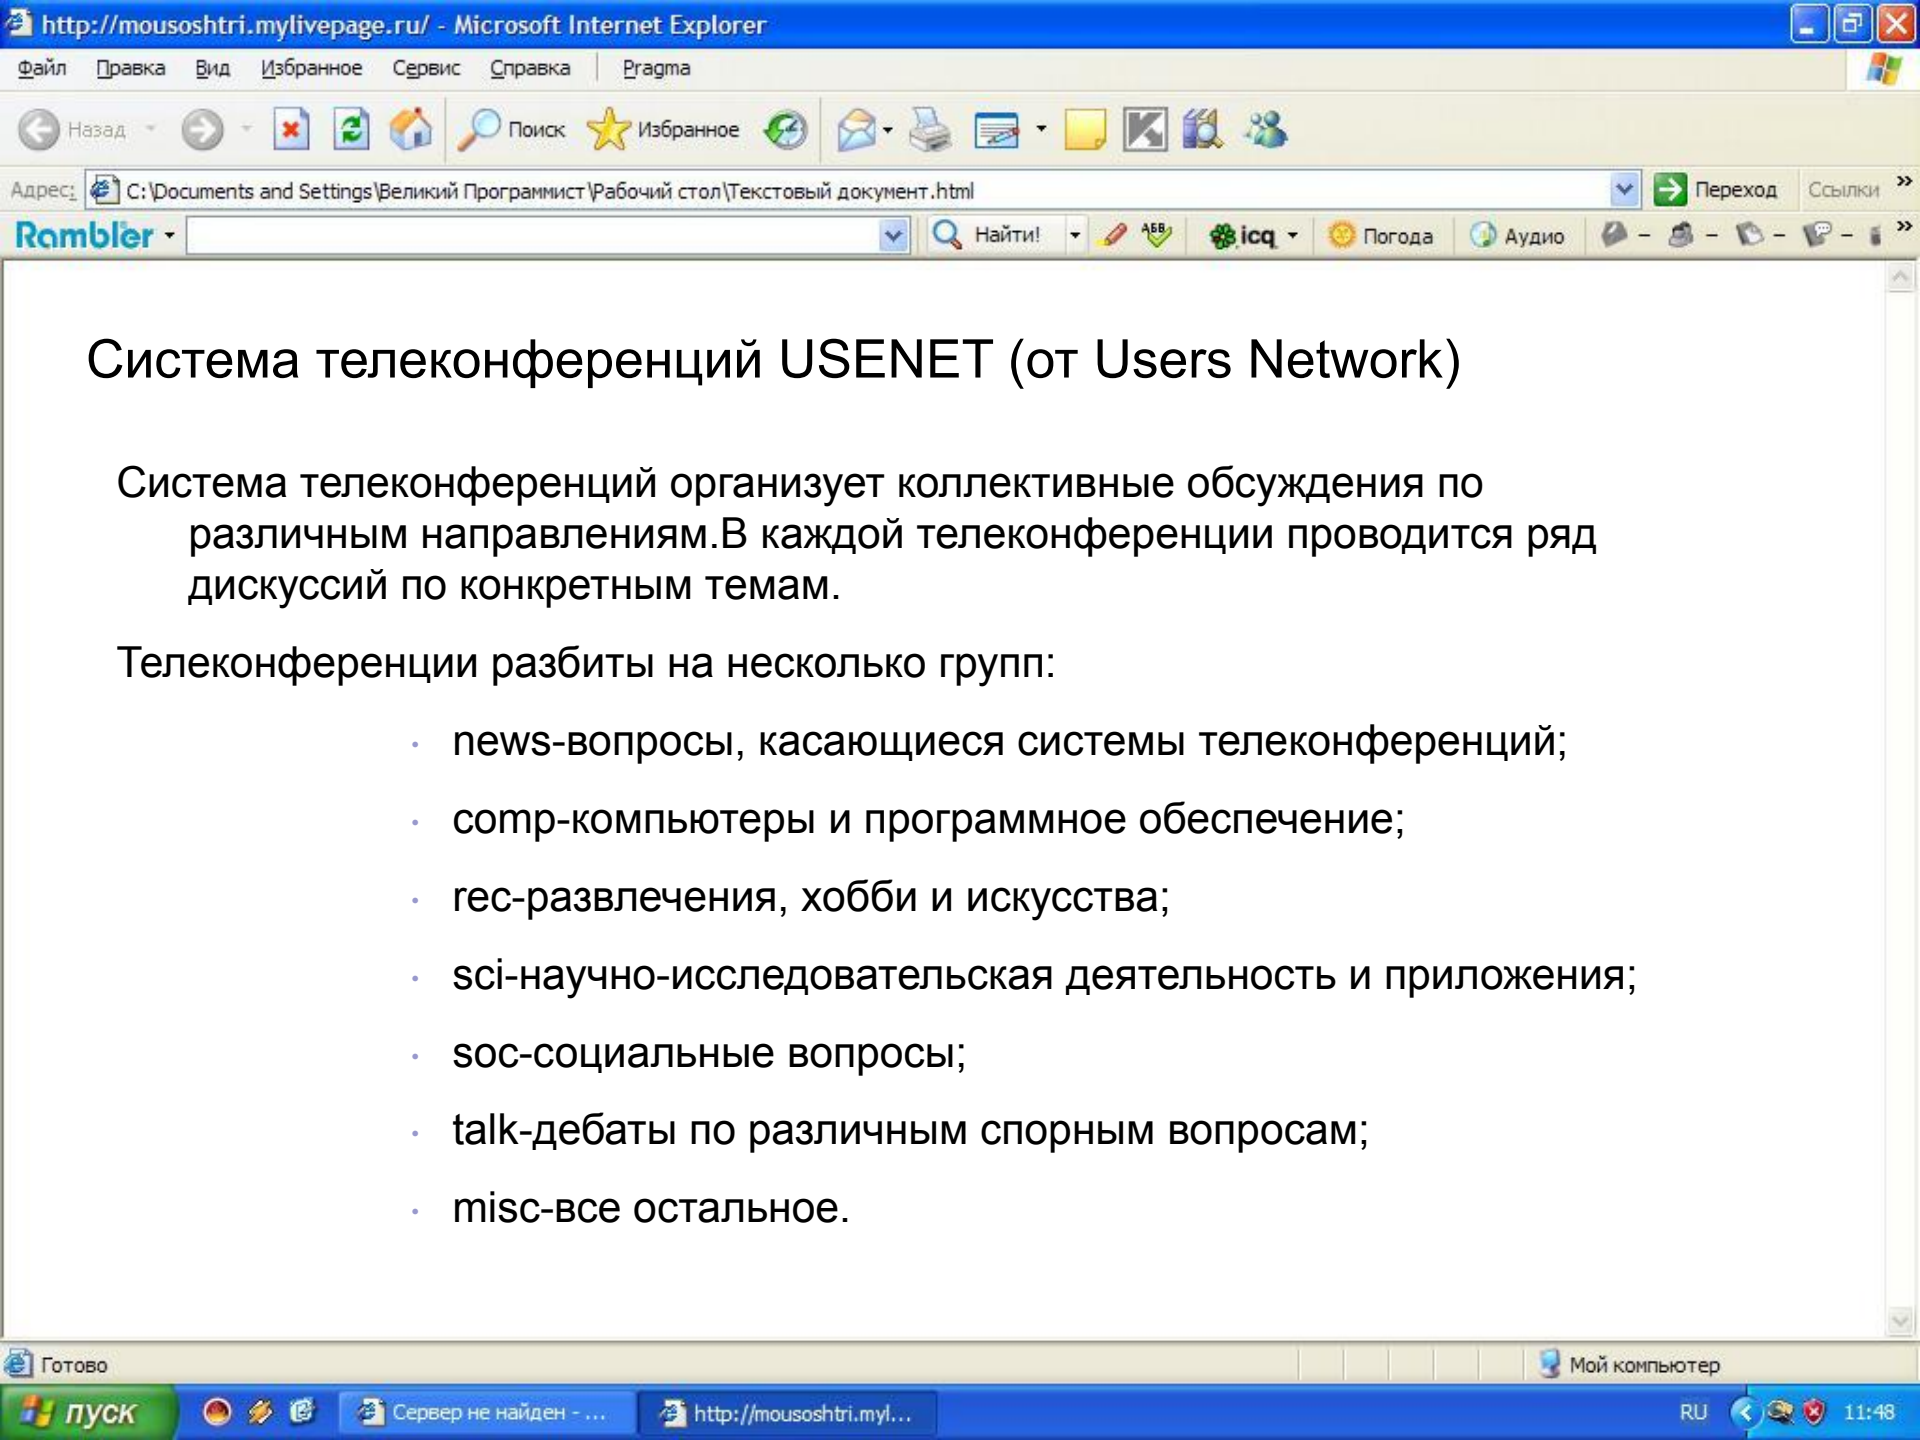 http://mousoshtri.mylivepage.ru/ - Microsoft Internet Explorer
Файл Правка Вид Избранное Сервис Справка Pragma
Назад Поиск Избранное
Адрес: C:\Documents and Settings\Великий Программист\Рабочий стол\Текстовый документ.html Переход Ссылки »
Rambler Найти! АБВ icq Погода Аудио »
Система телеконференций USENET (от Users Network)
Система телеконференций организует коллективные обсуждения по
различным направлениям.В каждой телеконференции проводится ряд
дискуссий по конкретным темам.
Телеконференции разбиты на несколько групп:
· news-вопросы, касающиеся системы телеконференций;
· comp-компьютеры и программное обеспечение;
· rec-развлечения, хобби и искусства;
· sci-научно-исследовательская деятельность и приложения;
· soc-социальные вопросы;
· talk-дебаты по различным спорным вопросам;
· misc-все остальное.
Готово Мой компьютер
пуск Сервер не найден - ... http://mousoshtri.myl... RU 11:48